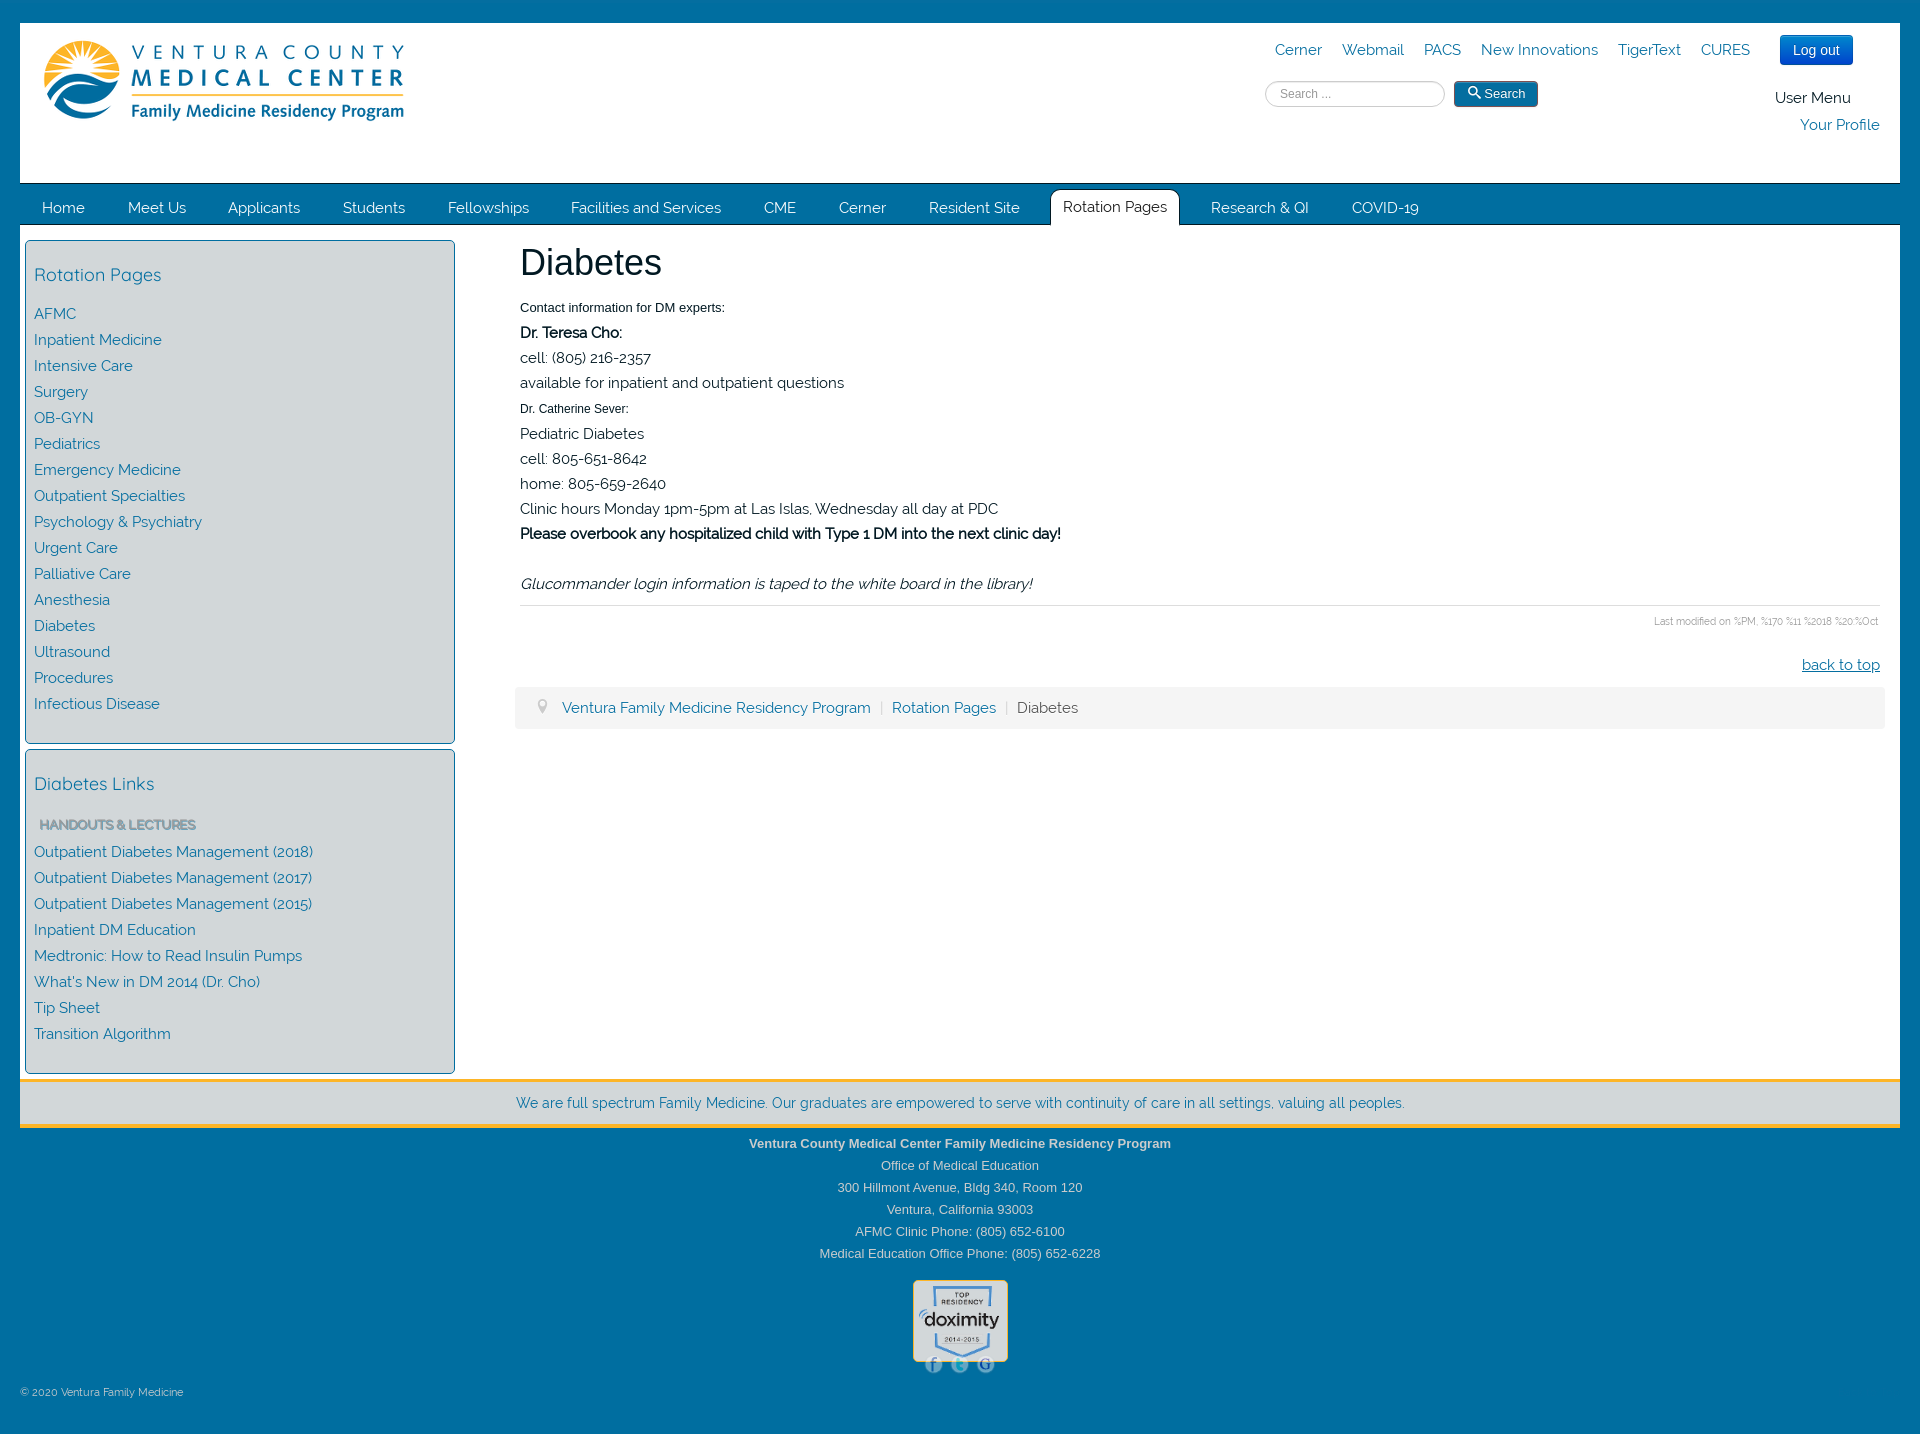 VENTURA COUNTY
MEDICAL CENTER
Family Medicine Residency Program
Cerner Webmail PACS New Innovations TigerText CURES Log out
Search ... Search
User Menu
Your Profile
Home Meet Us Applicants Students Fellowships Facilities and Services CME Cerner Resident Site Rotation Pages Research & QI COVID-19
Rotation Pages
AFMC
Inpatient Medicine
Intensive Care
Surgery
OB-GYN
Pediatrics
Emergency Medicine
Outpatient Specialties
Psychology & Psychiatry
Urgent Care
Palliative Care
Anesthesia
Diabetes
Ultrasound
Procedures
Infectious Disease
Diabetes Links
HANDOUTS & LECTURES
Outpatient Diabetes Management (2018)
Outpatient Diabetes Management (2017)
Outpatient Diabetes Management (2015)
Inpatient DM Education
Medtronic: How to Read Insulin Pumps
What's New in DM 2014 (Dr. Cho)
Tip Sheet
Transition Algorithm
Diabetes
Contact information for DM experts:
Dr. Teresa Cho:
cell: (805) 216-2357
available for inpatient and outpatient questions
Dr. Catherine Sever:
Pediatric Diabetes
cell: 805-651-8642
home: 805-659-2640
Clinic hours Monday 1pm-5pm at Las Islas, Wednesday all day at PDC
Please overbook any hospitalized child with Type 1 DM into the next clinic day!
Glucommander login information is taped to the white board in the library!
Last modified on %PM, %170 %11 %2018 %20:%Oct
back to top
Ventura Family Medicine Residency Program | Rotation Pages | Diabetes
We are full spectrum Family Medicine. Our graduates are empowered to serve with continuity of care in all settings, valuing all peoples.
Ventura County Medical Center Family Medicine Residency Program
Office of Medical Education
300 Hillmont Avenue, Bldg 340, Room 120
Ventura, California 93003
AFMC Clinic Phone: (805) 652-6100
Medical Education Office Phone: (805) 652-6228
TOP
RESIDENCY
doximity
2014-2015
f t G
© 2020 Ventura Family Medicine